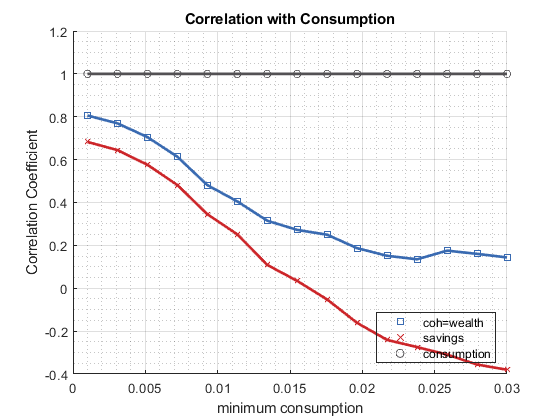 Correlation with Consumption
1.2
1
0.8
0.6
0.4
0.2
0
-0.2
-0.4
Correlation Coefficient
coh=wealth
savings
consumption
0
0.005
0.01
0.015
0.02
0.025
0.03
minimum consumption